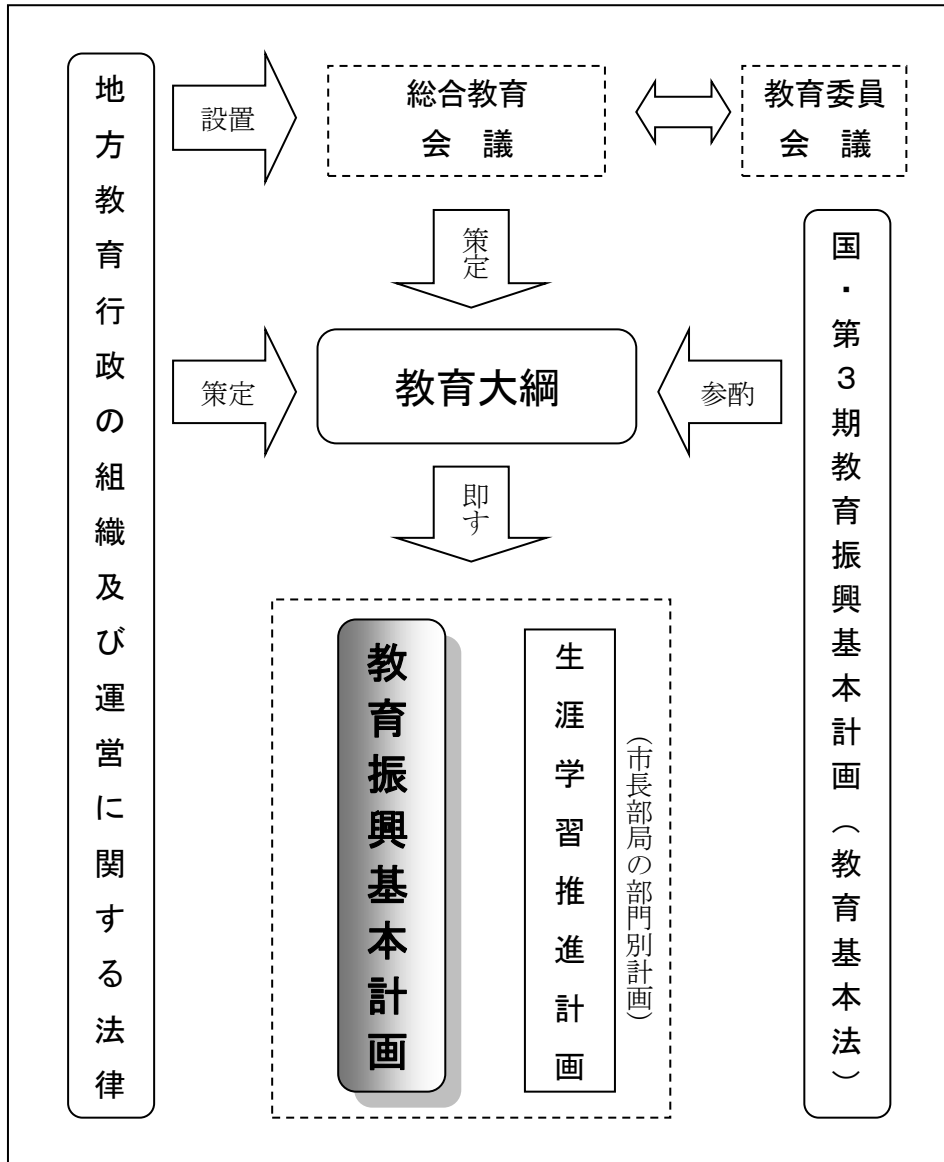 地方教育行政の組織及び運営に関する法律
設置
総合教育
会　議
教育委員
会　議
策定
策定
教育大綱
参酌
国・第３期教育振興基本計画（教育基本法）
即す
教育振興基本計画
生涯学習推進計画
（市長部局の部門別計画）